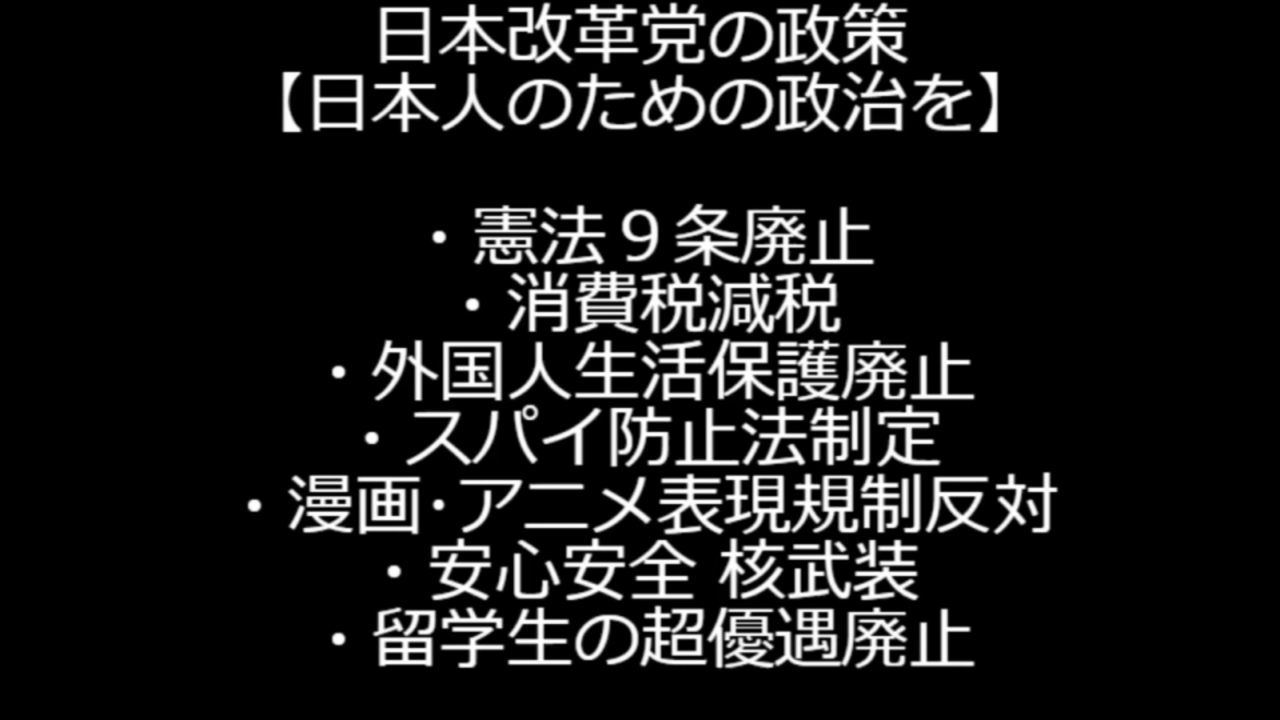 日本改革党の政策
【日本人のための政治を】
・憲法９条廃止
・消費税減税
・外国人生活保護廃止
・スパイ防止法制定
・漫画･アニメ表現規制反対
・安心安全 核武装
・留学生の超優遇廃止